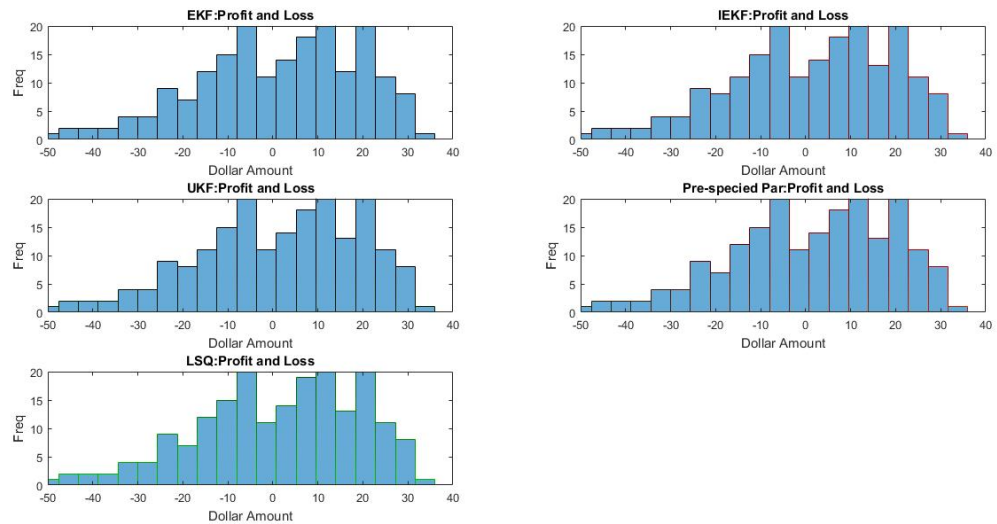 EKF:Profit and Loss
20
15
10
5
0
Freq
-50 -40 -30 -20 -10 0 10 20 30 40
Dollar Amount
IEKF:Profit and Loss
20
15
10
5
0
Freq
-50 -40 -30 -20 -10 0 10 20 30 40
Dollar Amount
UKF:Profit and Loss
20
15
10
5
0
Freq
-50 -40 -30 -20 -10 0 10 20 30 40
Dollar Amount
Pre-specied Par:Profit and Loss
20
15
10
5
0
Freq
-50 -40 -30 -20 -10 0 10 20 30 40
Dollar Amount
LSQ:Profit and Loss
20
15
10
5
0
Freq
-50 -40 -30 -20 -10 0 10 20 30 40
Dollar Amount